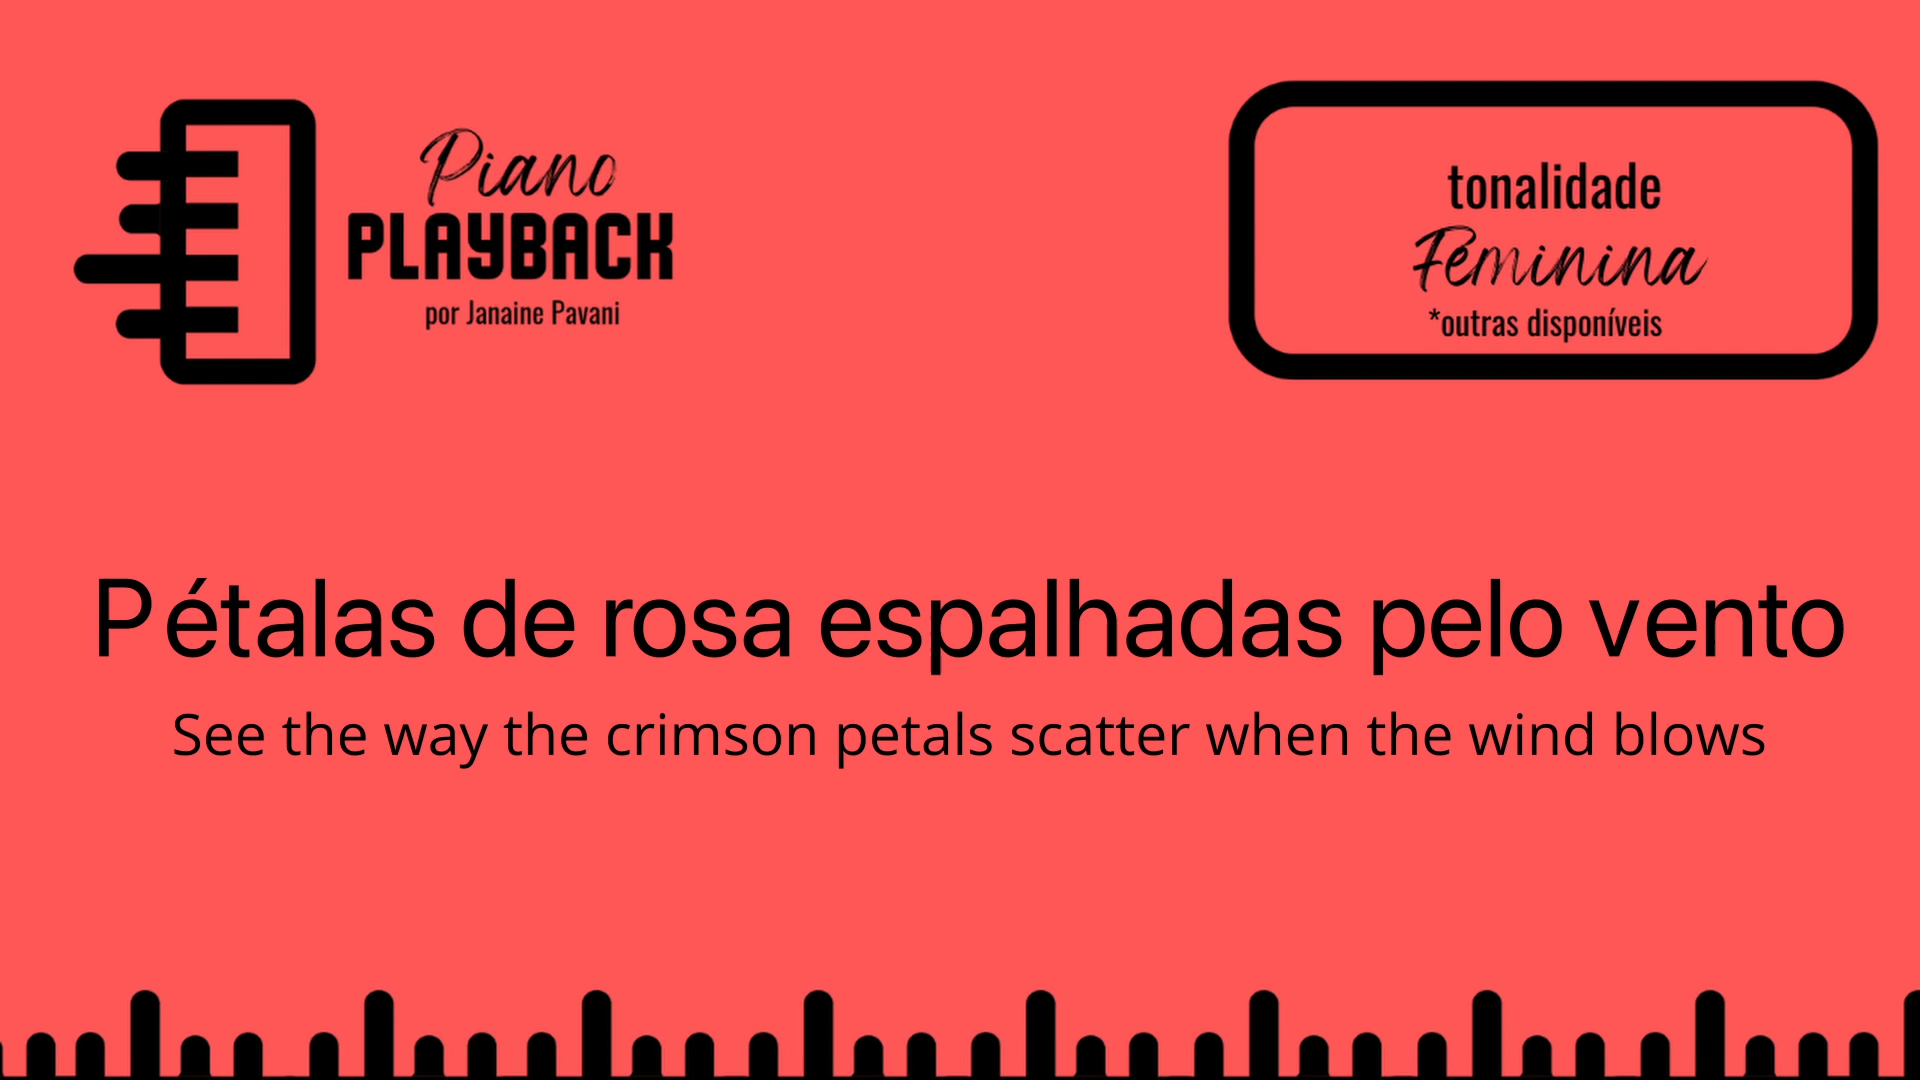 Piano
PLAYBACK
por Janaine Pavani
tonalidade
Feminina
*outras disponíveis
Pétalas de rosa espalhadas pelo vento
See the way the crimson petals scatter when the wind blows